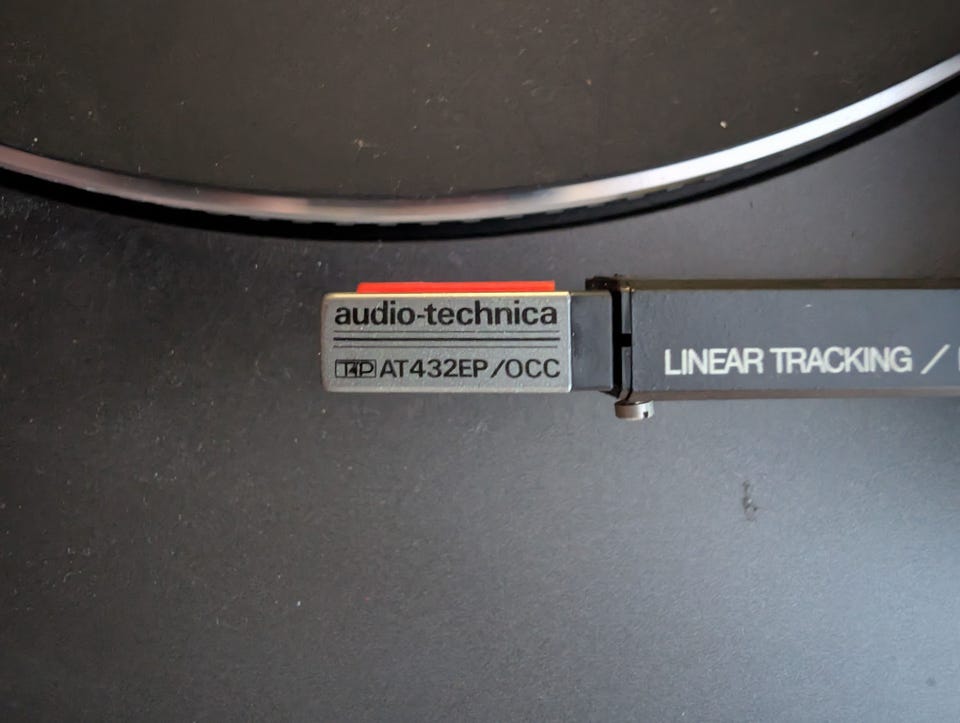 audio-technica
T4P AT432EP/OCC
LINEAR TRACKING /